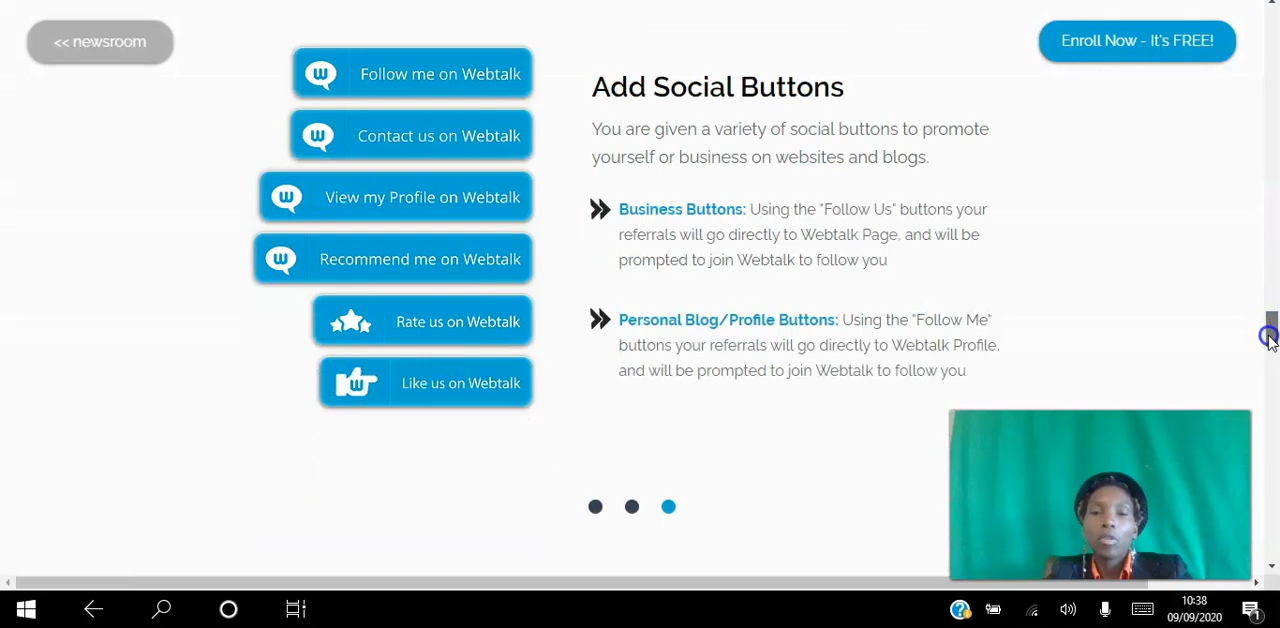 << newsroom
Enroll Now - It's FREE!
W Follow me on Webtalk
W Contact us on Webtalk
W View my Profile on Webtalk
W Recommend me on Webtalk
Rate us on Webtalk
W Like us on Webtalk
Add Social Buttons
You are given a variety of social buttons to promote
yourself or business on websites and blogs.
Business Buttons: Using the "Follow Us" buttons your
referrals will go directly to Webtalk Page, and will be
prompted to join Webtalk to follow you
Personal Blog/Profile Buttons: Using the "Follow Me"
buttons your referrals will go directly to Webtalk Profile,
and will be prompted to join Webtalk to follow you
10:38
09/09/2020
1